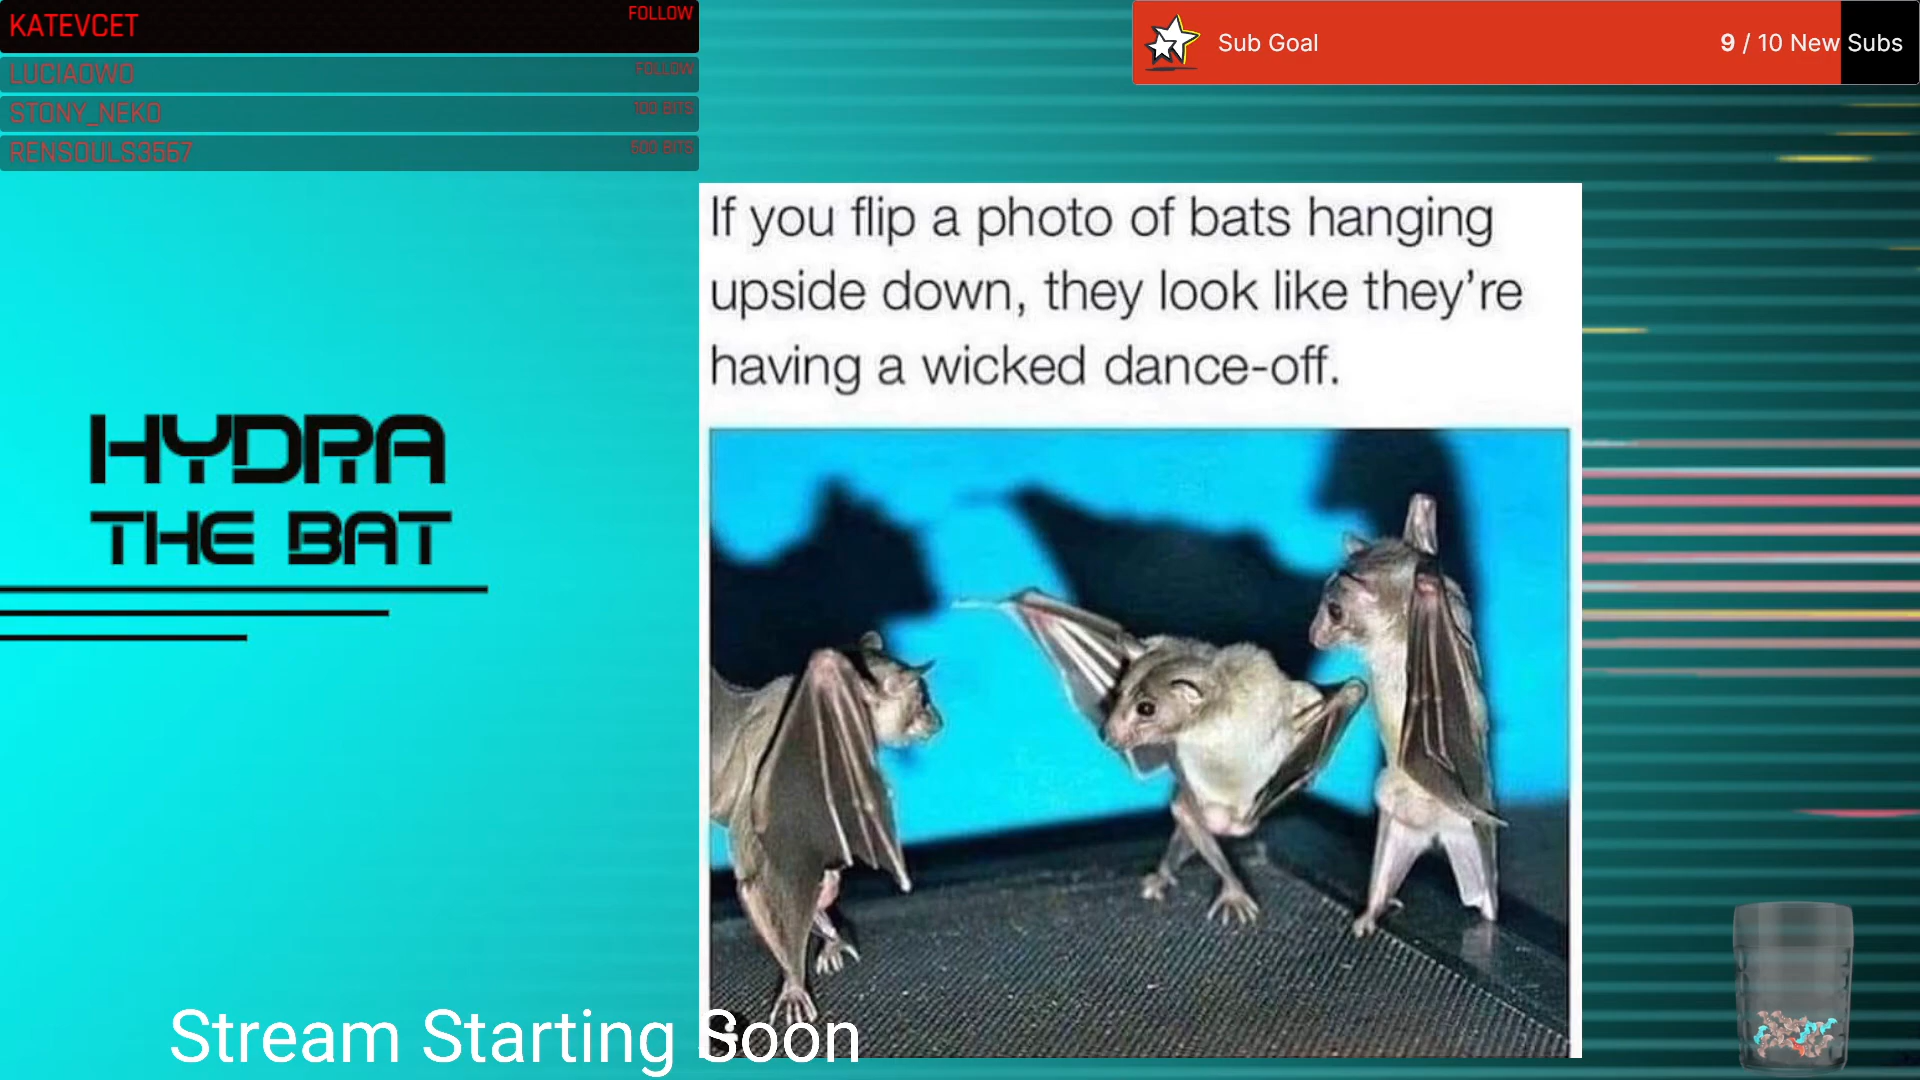 KATEVCET FOLLOW
LUCIAOWO FOLLOW
STONY_NEKO 100 BITS
RENSOULS3567 500 BITS
Sub Goal 9 / 10 New Subs
If you flip a photo of bats hanging
upside down, they look like they’re
having a wicked dance-off.
HYDRA
THE BAT
Stream Starting Soon